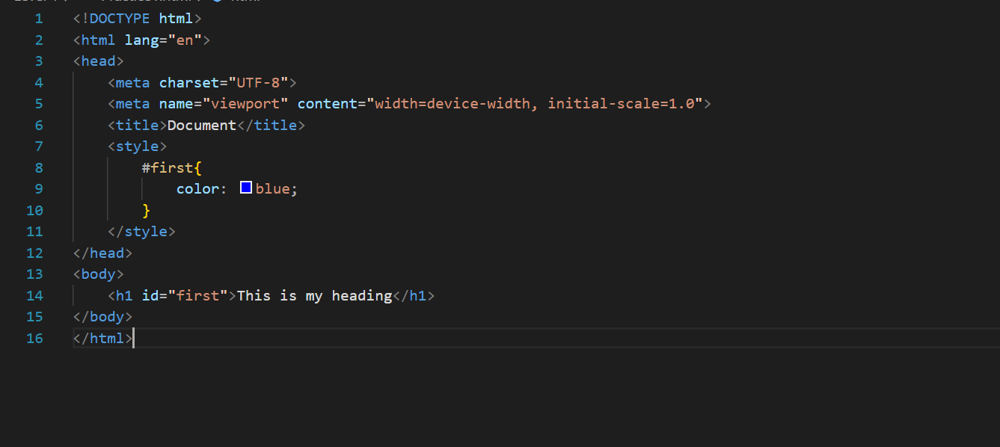 1 <!DOCTYPE html>
2 <html lang="en">
3 <head>
4     <meta charset="UTF-8">
5     <meta name="viewport" content="width=device-width, initial-scale=1.0">
6     <title>Document</title>
7     <style>
8         #first{
9             color: blue;
10         }
11     </style>
12 </head>
13 <body>
14     <h1 id="first">This is my heading</h1>
15 </body>
16 </html>